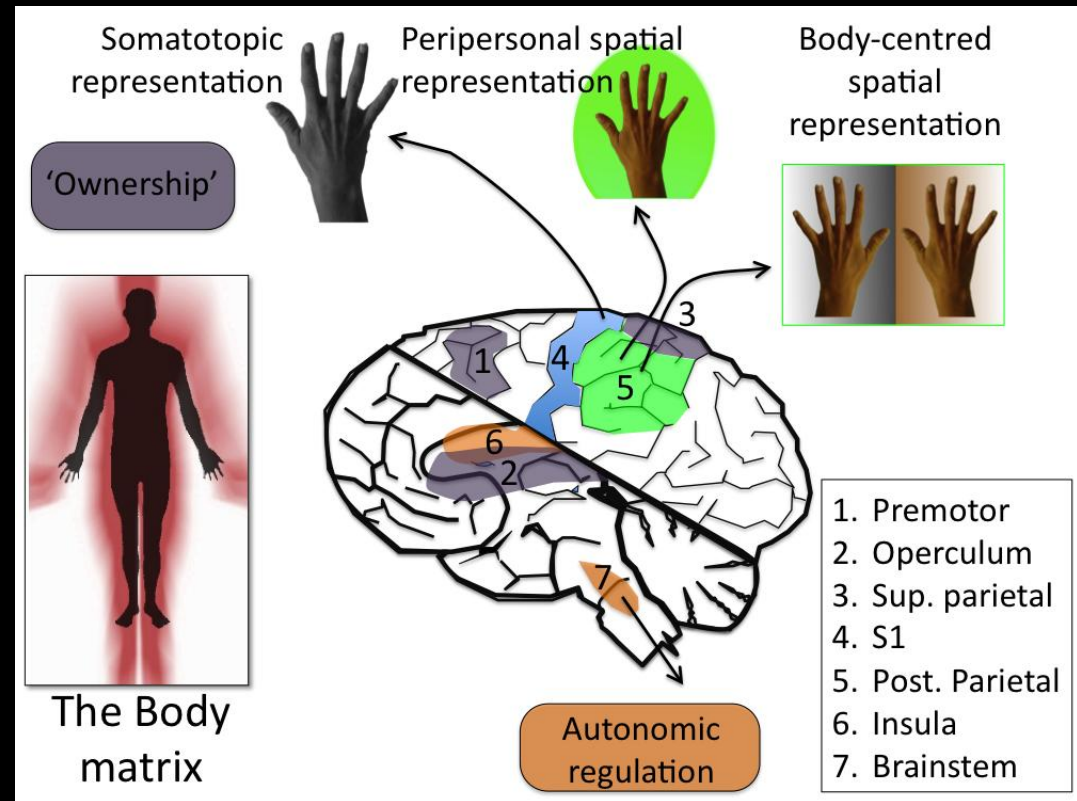 Somatotopic
representation
Peripersonal spatial
representation
Body-centred
spatial
representation
‘Ownership’
1
4
3
5
6
2
7
The Body
matrix
Autonomic
regulation
1. Premotor
2. Operculum
3. Sup. parietal
4. S1
5. Post. Parietal
6. Insula
7. Brainstem